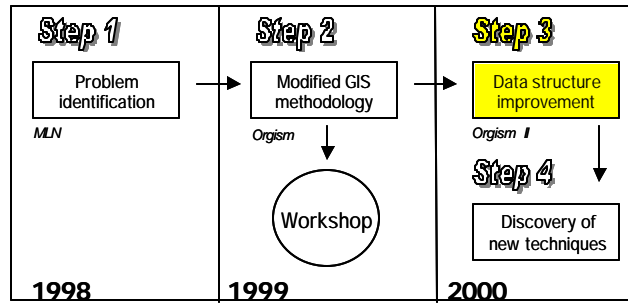 Step 1
Problem
identification
MLN
1998
Step 2
Modified GIS
methodology
Orgism
Workshop
1999
Step 3
Data structure
improvement
Orgism II
Step 4
Discovery of
new techniques
2000